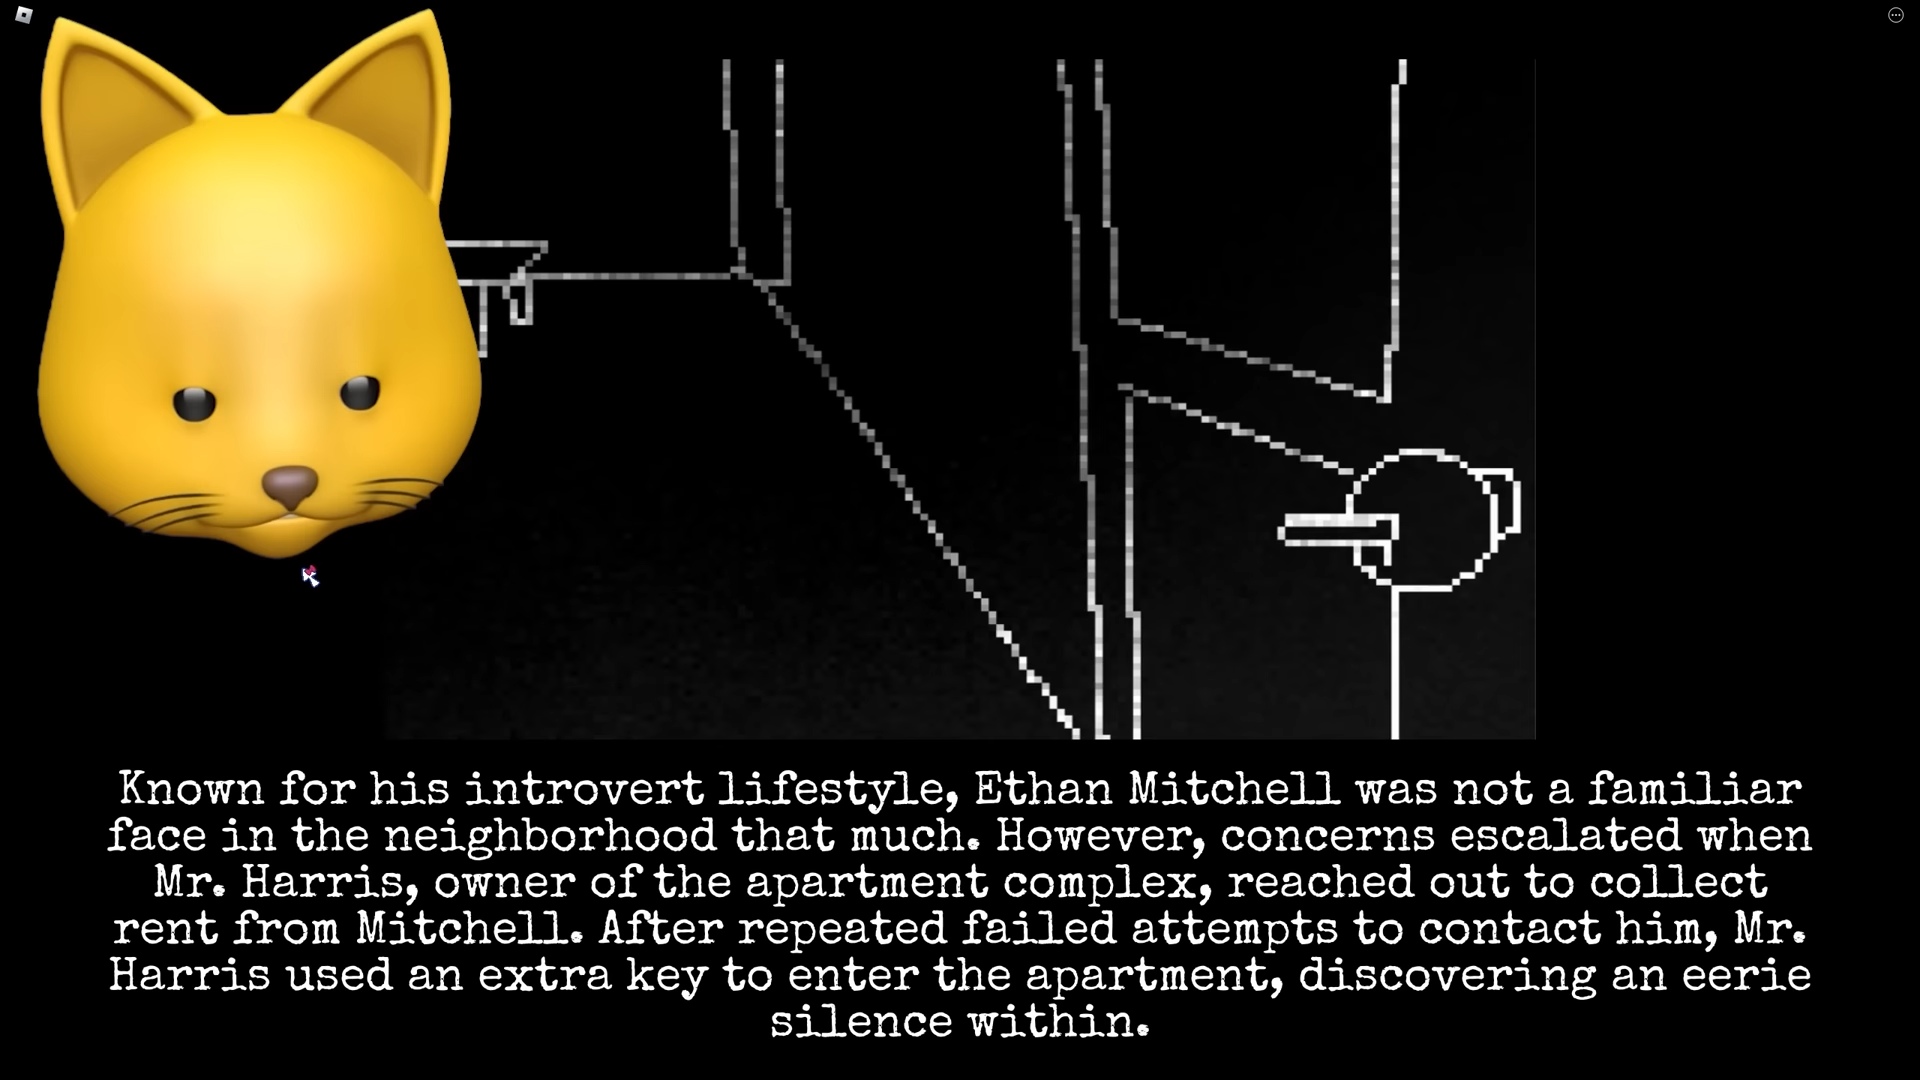 Known for his introvert lifestyle, Ethan Mitchell was not a familiar
face in the neighborhood that much. However, concerns escalated when
Mr. Harris, owner of the apartment complex, reached out to collect
rent from Mitchell. After repeated failed attempts to contact him, Mr.
Harris used an extra key to enter the apartment, discovering an eerie
silence within.